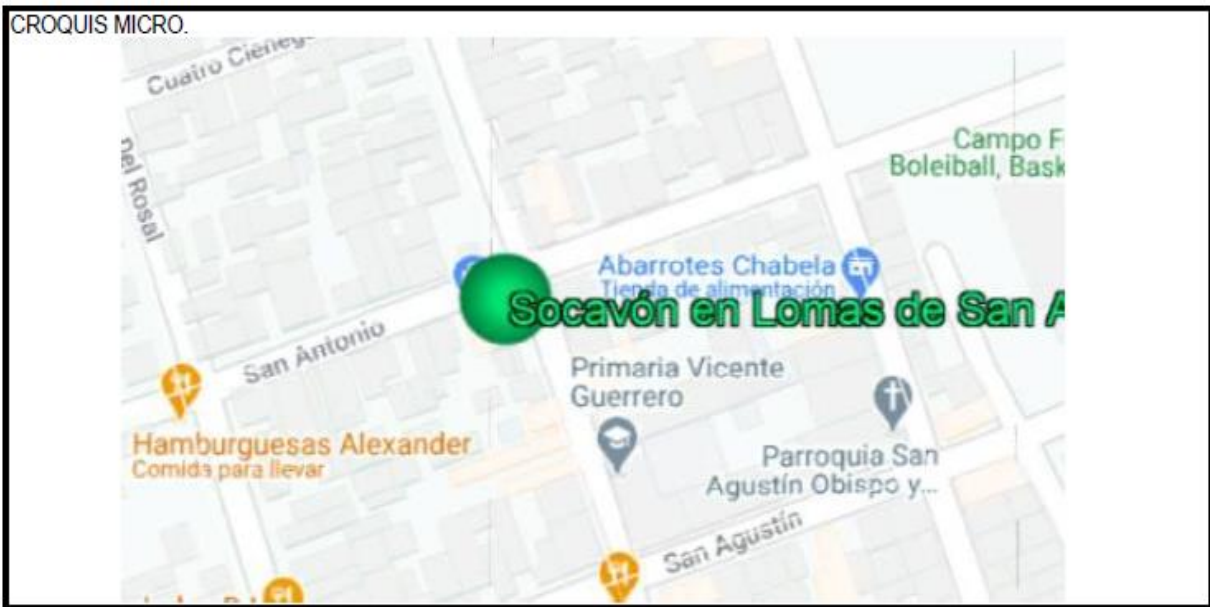 CROQUIS MICRO.
Cuatro Ciéneg
Del Rosal
Campo F
Boleiball, Bask
Abarrotes Chabela
Tienda de alimentación
Socavón en Lomas de San A
San Antonio
Primaria Vicente
Guerrero
Hamburguesas Alexander
Comida para llevar
Parroquia San
Agustín Obispo y...
San Agustín